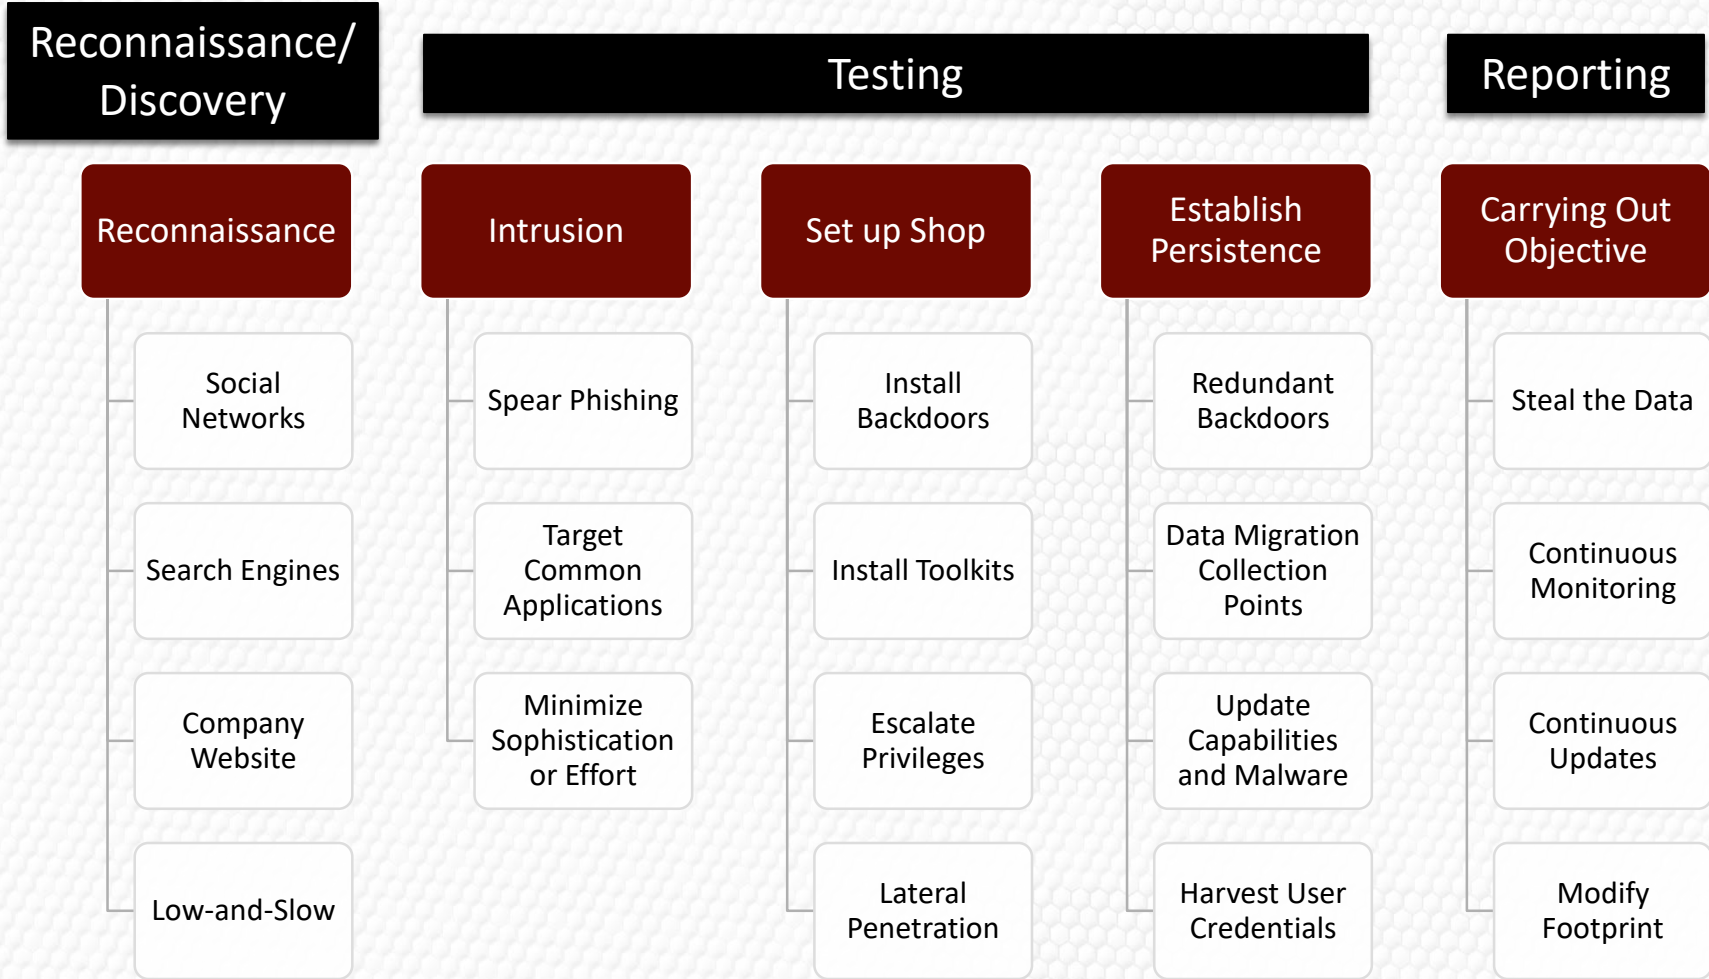 Reconnaissance/
Discovery
Testing
Reporting
Reconnaissance
Social
Networks
Search Engines
Company
Website
Low-and-Slow
Intrusion
Spear Phishing
Target
Common
Applications
Minimize
Sophistication
or Effort
Set up Shop
Install
Backdoors
Install Toolkits
Escalate
Privileges
Lateral
Penetration
Establish
Persistence
Redundant
Backdoors
Data Migration
Collection
Points
Update
Capabilities
and Malware
Harvest User
Credentials
Carrying Out
Objective
Steal the Data
Continuous
Monitoring
Continuous
Updates
Modify
Footprint